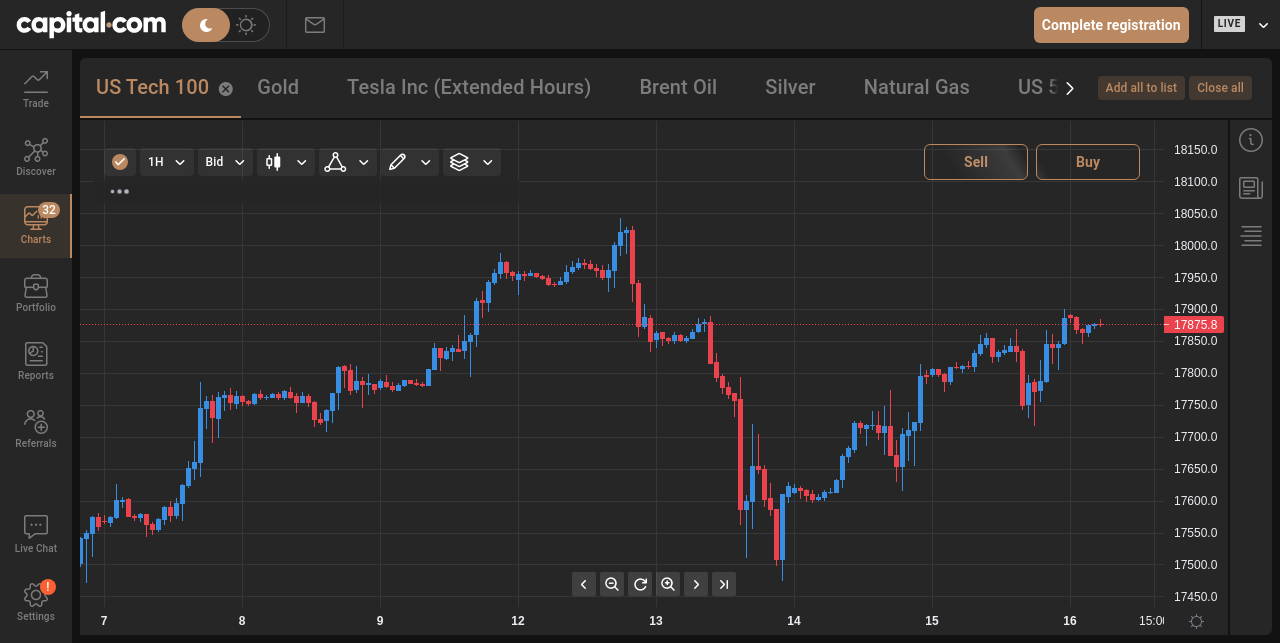 capital.com
Complete registration
LIVE
Trade
Discover
32
Charts
Portfolio
Reports
Referrals
Live Chat
!
Settings
US Tech 100
Gold
Tesla Inc (Extended Hours)
Brent Oil
Silver
Natural Gas
US 5
Add all to list
Close all
1H
Bid
Sell
Buy
18150.0
18100.0
18050.0
18000.0
17950.0
17900.0
17875.8
17850.0
17800.0
17750.0
17700.0
17650.0
17600.0
17550.0
17500.0
17450.0
7 8 9 12 13 14 15 16 15:00